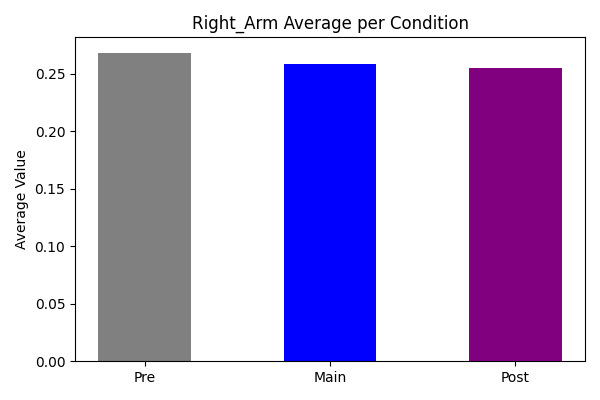 Right_Arm Average per Condition
Average Value
0.25
0.20
0.15
0.10
0.05
0.00
Pre
Main
Post